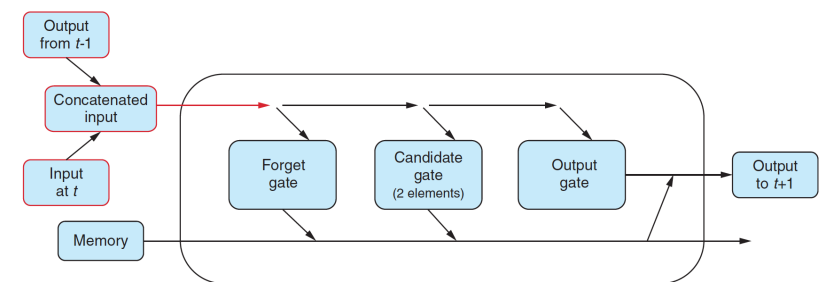 Output
from t-1
Concatenated
input
Input
at t
Memory
Forget
gate
Candidate
gate
(2 elements)
Output
gate
Output
to t+1